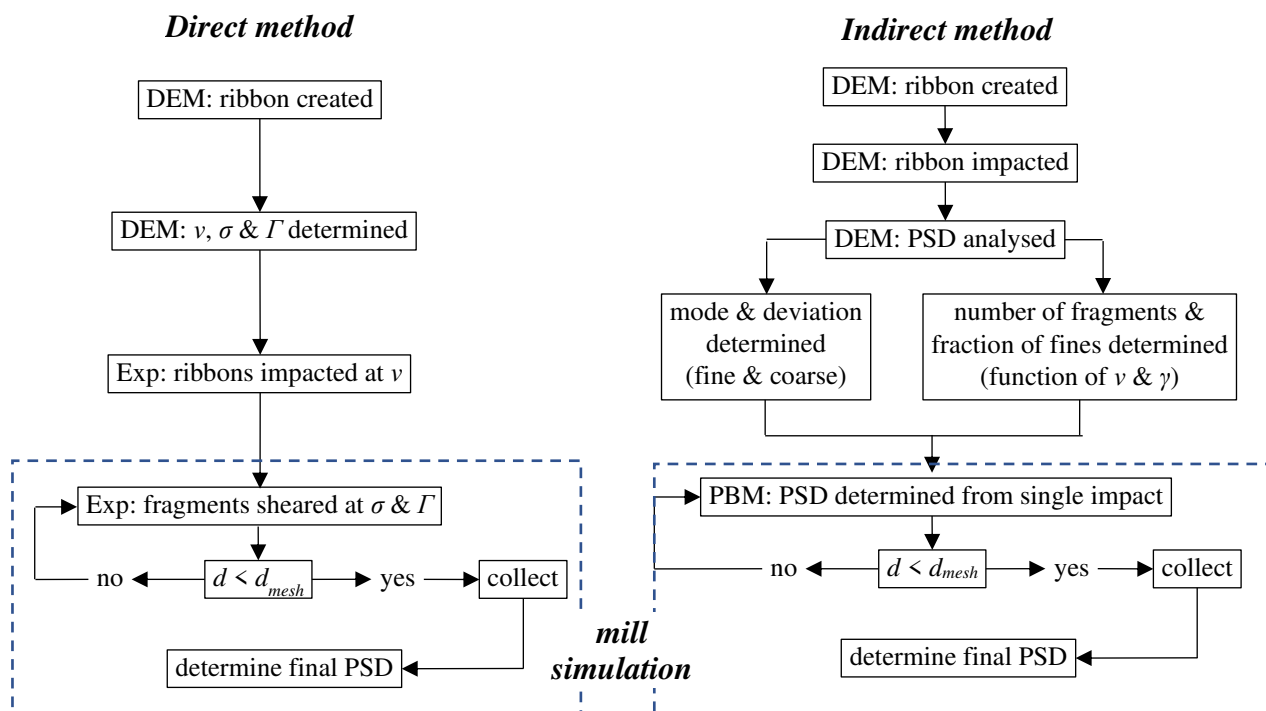 Direct method
DEM: ribbon created
DEM: v, σ & Γ determined
Exp: ribbons impacted at v
Exp: fragments sheared at σ & Γ
no
d < d_mesh
yes
collect
determine final PSD
mill
simulation
Indirect method
DEM: ribbon created
DEM: ribbon impacted
DEM: PSD analysed
mode & deviation
determined
(fine & coarse)
number of fragments &
fraction of fines determined
(function of v & γ)
PBM: PSD determined from single impact
no
d < d_mesh
yes
collect
determine final PSD